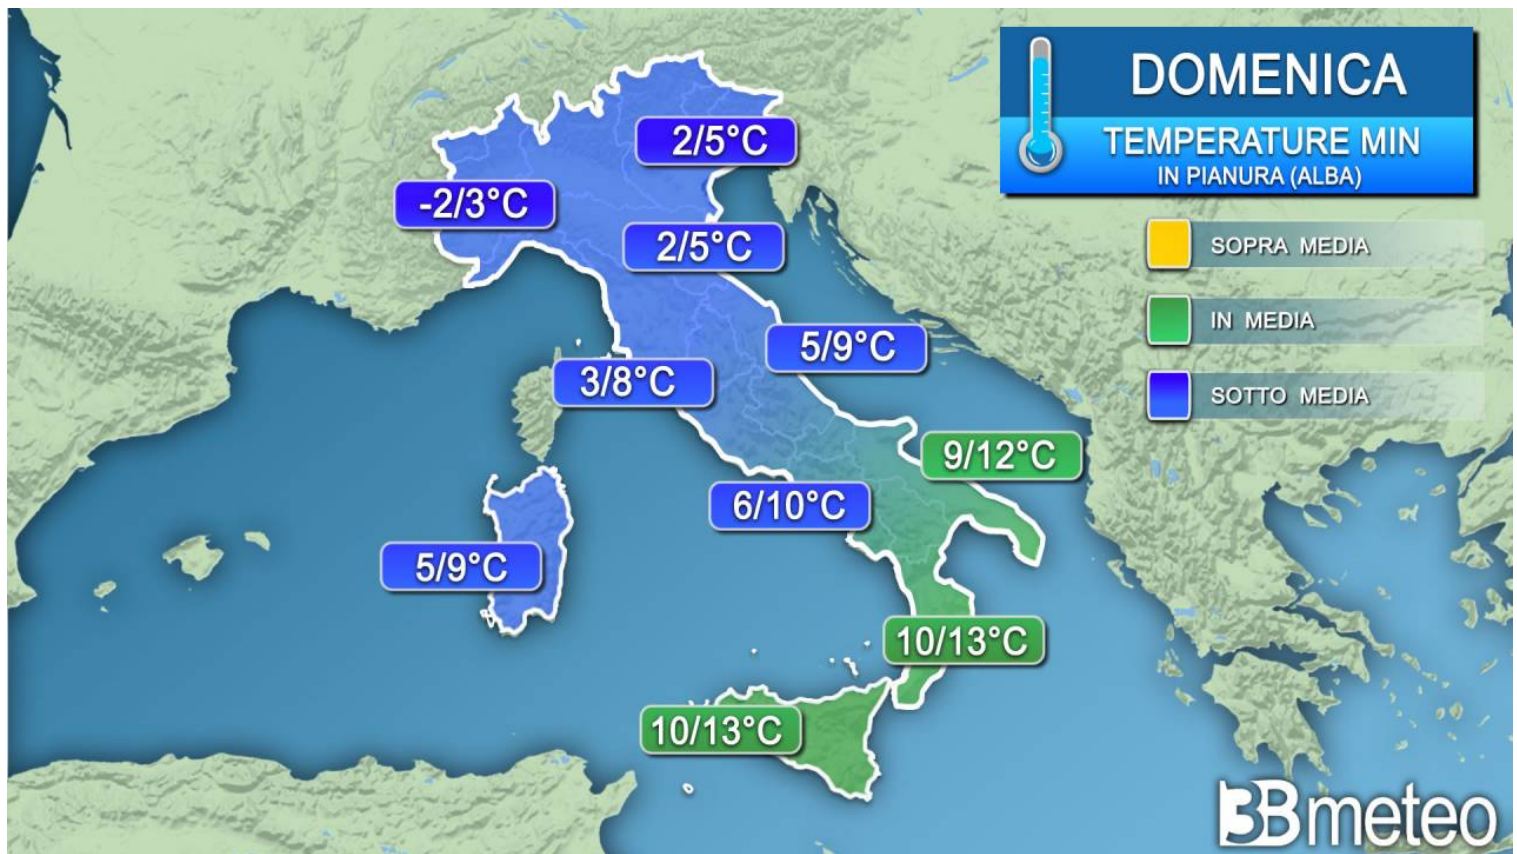 DOMENICA
TEMPERATURE MIN
IN PIANURA (ALBA)
2/5°C
-2/3°C
2/5°C
SOPRA MEDIA
IN MEDIA
5/9°C
3/8°C
SOTTO MEDIA
9/12°C
6/10°C
5/9°C
10/13°C
10/13°C
3Bmeteo